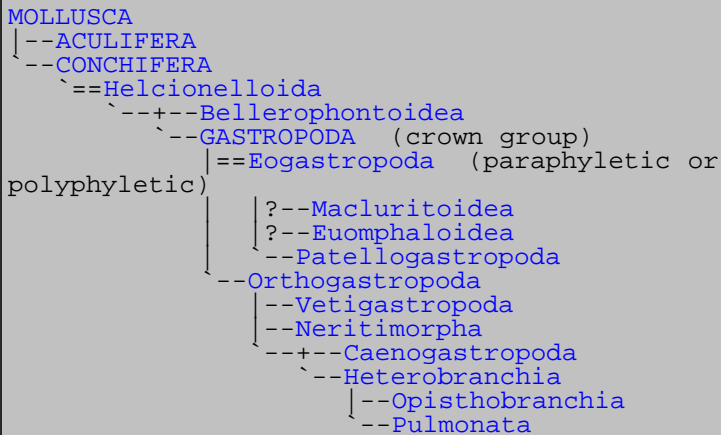 MOLLUSCA
|--ACULIFERA
`--CONCHIFERA
   `==Helcionelloida
      `--+--Bellerophontoidea
         `--GASTROPODA  (crown group)
            |==Eogastropoda  (paraphyletic or
polyphyletic)
            |  |?--Macluritoidea
            |  |?--Euomphaloidea
            |  `--Patellogastropoda
            `--Orthogastropoda
               |--Vetigastropoda
               |--Neritimorpha
               `--+--Caenogastropoda
                  `--Heterobranchia
                     |--Opisthobranchia
                     `--Pulmonata